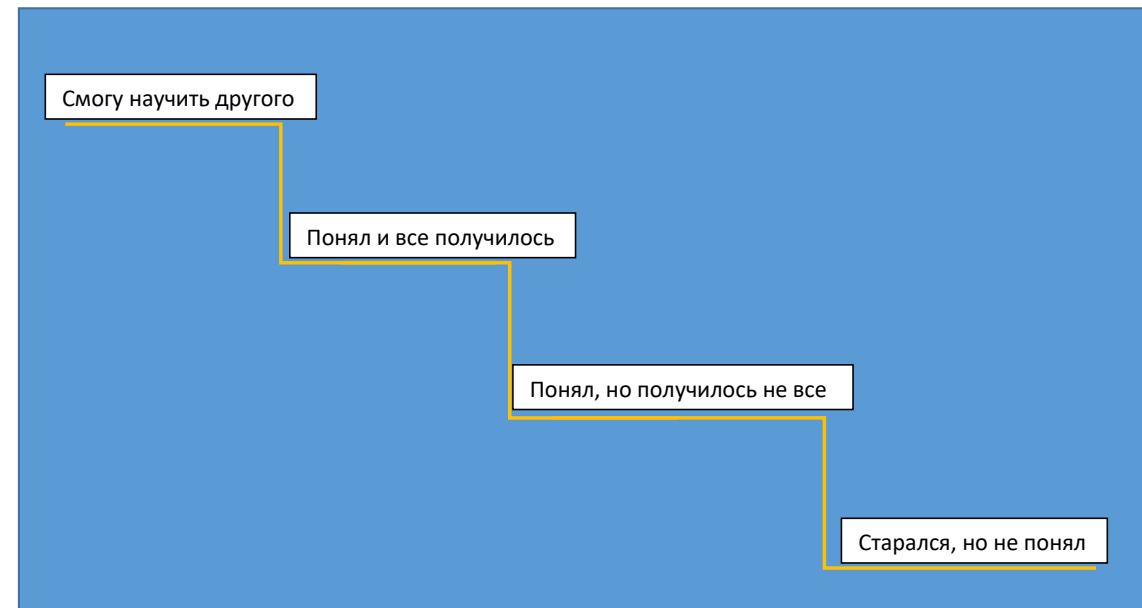 Смогу научить другого
Понял и все получилось
Понял, но получилось не все
Старался, но не понял